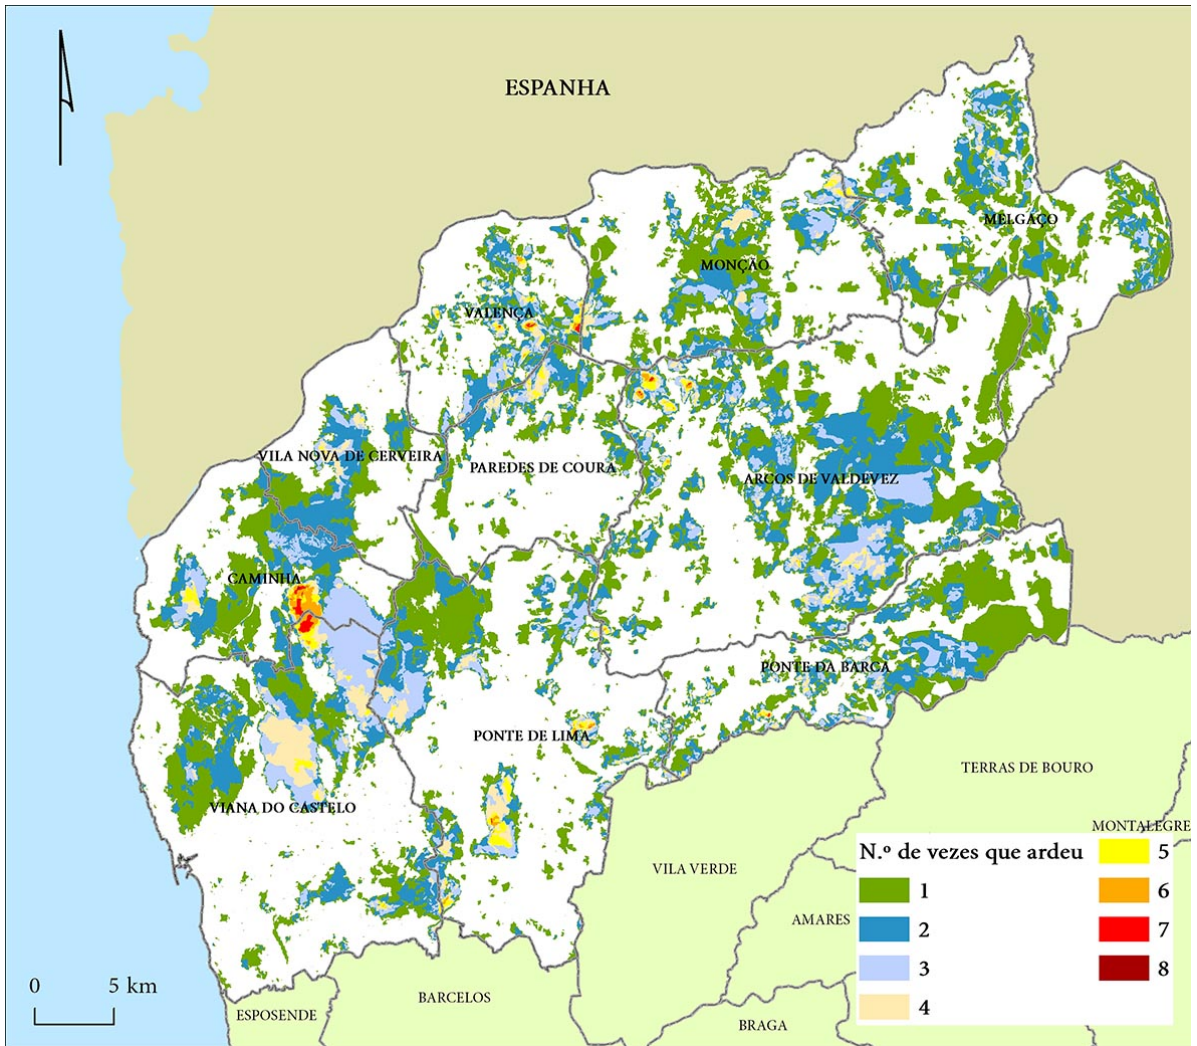 ESPANHA
MELGAÇO
MONÇÃO
VALENÇA
VILA NOVA DE CERVEIRA
PAREDES DE COURA
ARCOS DE VALDEVEZ
CAMINHA
PONTE DA BARCA
PONTE DE LIMA
TERRAS DE BOURO
VIANA DO CASTELO
MONTALEGRE
VILA VERDE
AMARES
N.º de vezes que ardeu
1
2
3
4
5
6
7
8
0 5 km
BARCELOS
ESPOSENDE
BRAGA